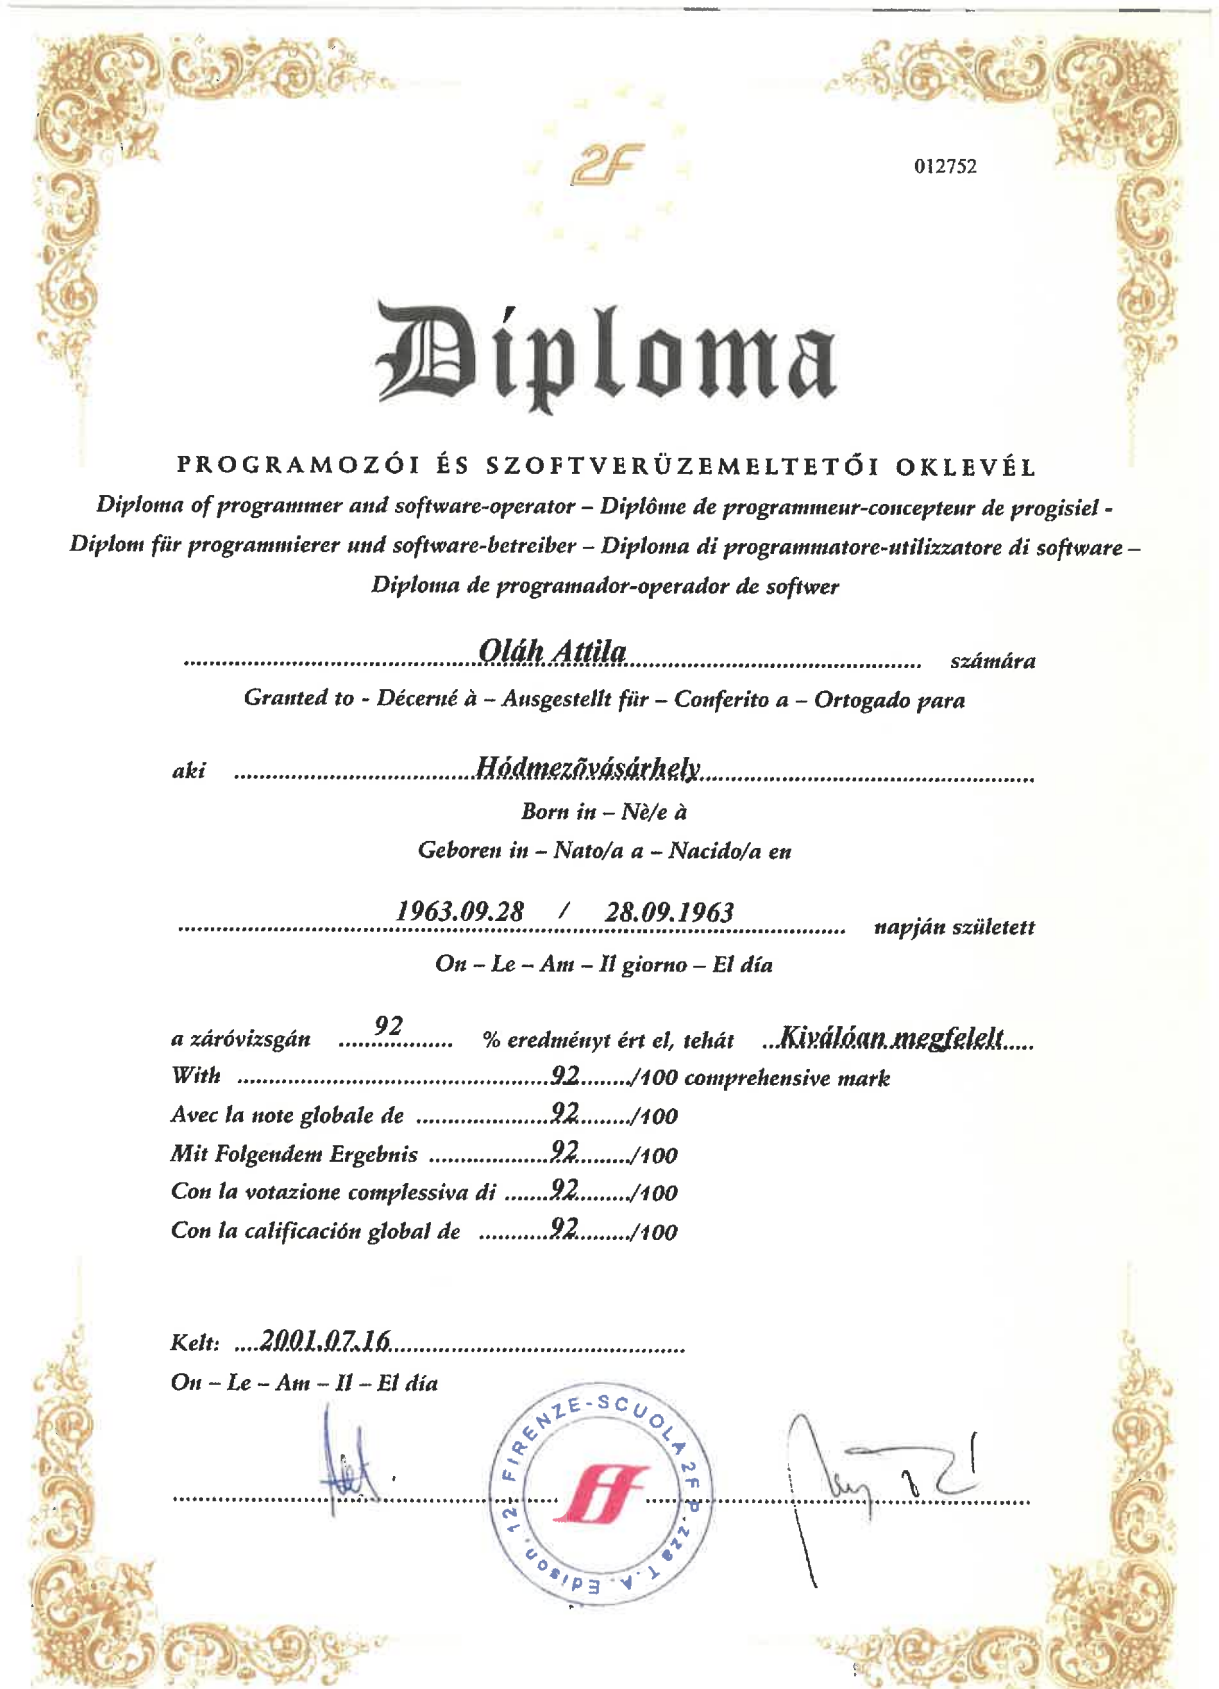 2F
012752
Díploma
PROGRAMOZÓI ÉS SZOFTVERÜZEMELTETŐI OKLEVÉL
Diploma of programmer and software-operator – Diplôme de programmeur-concepteur de progisiel -
Diplom für programmierer und software-betreiber – Diploma di programmatore-utilizzatore di software –
Diploma de programador-operador de softwer
Oláh Attila számára
Granted to - Décerné à – Ausgestellt für – Conferito a – Ortogado para
aki Hódmezõvásárhely
Born in – Nè/e à
Geboren in – Nato/a a – Nacido/a en
1963.09.28 / 28.09.1963 napján született
On – Le – Am – Il giorno – El día
a záróvizsgán 92 % eredményt ért el, tehát Kiválóan megfelelt
With 92/100 comprehensive mark
Avec la note globale de 92/100
Mit Folgendem Ergebnis 92/100
Con la votazione complessiva di 92/100
Con la calificación global de 92/100
Kelt: 2001.07.16
On – Le – Am – Il – El día
FIRENZE-SCUOLA 2F P.zza T.A. Edison, 12-